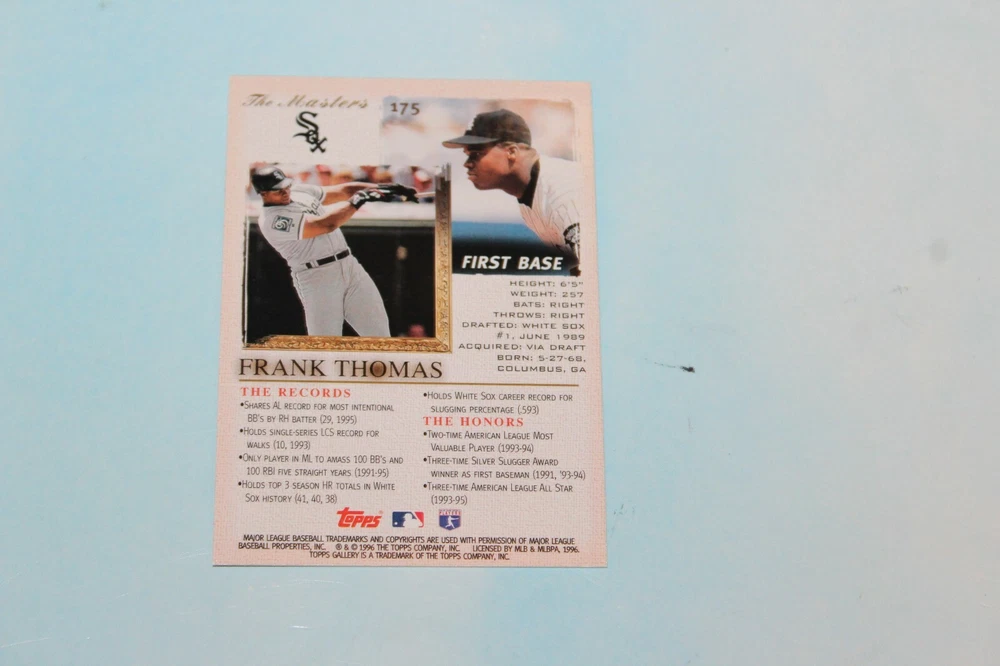 The Masters
175
Sox
FIRST BASE
HEIGHT: 6'5"
WEIGHT: 257
BATS: RIGHT
THROWS: RIGHT
DRAFTED: WHITE SOX
#1, JUNE 1989
ACQUIRED: VIA DRAFT
BORN: 5-27-68,
COLUMBUS, GA
FRANK THOMAS
THE RECORDS
•SHARES AL RECORD FOR MOST INTENTIONAL
BB'S BY RH BATTER (29, 1995)
•HOLDS SINGLE-SERIES LCS RECORD FOR
WALKS (10, 1993)
•ONLY PLAYER IN ML TO AMASS 100 BB'S AND
100 RBI FIVE STRAIGHT YEARS (1991-95)
•HOLDS TOP 3 SEASON HR TOTALS IN WHITE
SOX HISTORY (41, 40, 38)
•HOLDS WHITE SOX CAREER RECORD FOR
SLUGGING PERCENTAGE (.593)
THE HONORS
•TWO-TIME AMERICAN LEAGUE MOST
VALUABLE PLAYER (1993-94)
•THREE-TIME SILVER SLUGGER AWARD
WINNER AS FIRST BASEMAN (1991, '93-94)
•THREE-TIME AMERICAN LEAGUE ALL STAR
(1993-95)
Topps
PLAYERS
MAJOR LEAGUE BASEBALL TRADEMARKS AND COPYRIGHTS ARE USED WITH PERMISSION OF MAJOR LEAGUE
BASEBALL PROPERTIES, INC. ® & © 1996 THE TOPPS COMPANY, INC. LICENSED BY MLB & MLBPA, 1996.
TOPPS GALLERY IS A TRADEMARK OF THE TOPPS COMPANY, INC.